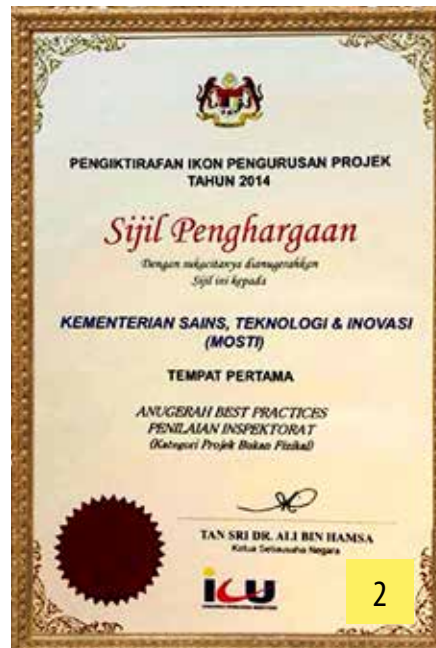 PENGIKTIRAFAN IKON PENGURUSAN PROJEK
TAHUN 2014
Sijil Penghargaan
Dengan sukacitanya dianugerahkan
Sijil ini kepada
KEMENTERIAN SAINS, TEKNOLOGI & INOVASI
(MOSTI)
TEMPAT PERTAMA
ANUGERAH BEST PRACTICES
PENILAIAN INSPEKTORAT
(Kategori Projek Bukan Fizikal)
TAN SRI DR. ALI BIN HAMSA
Ketua Setiausaha Negara
icu
2